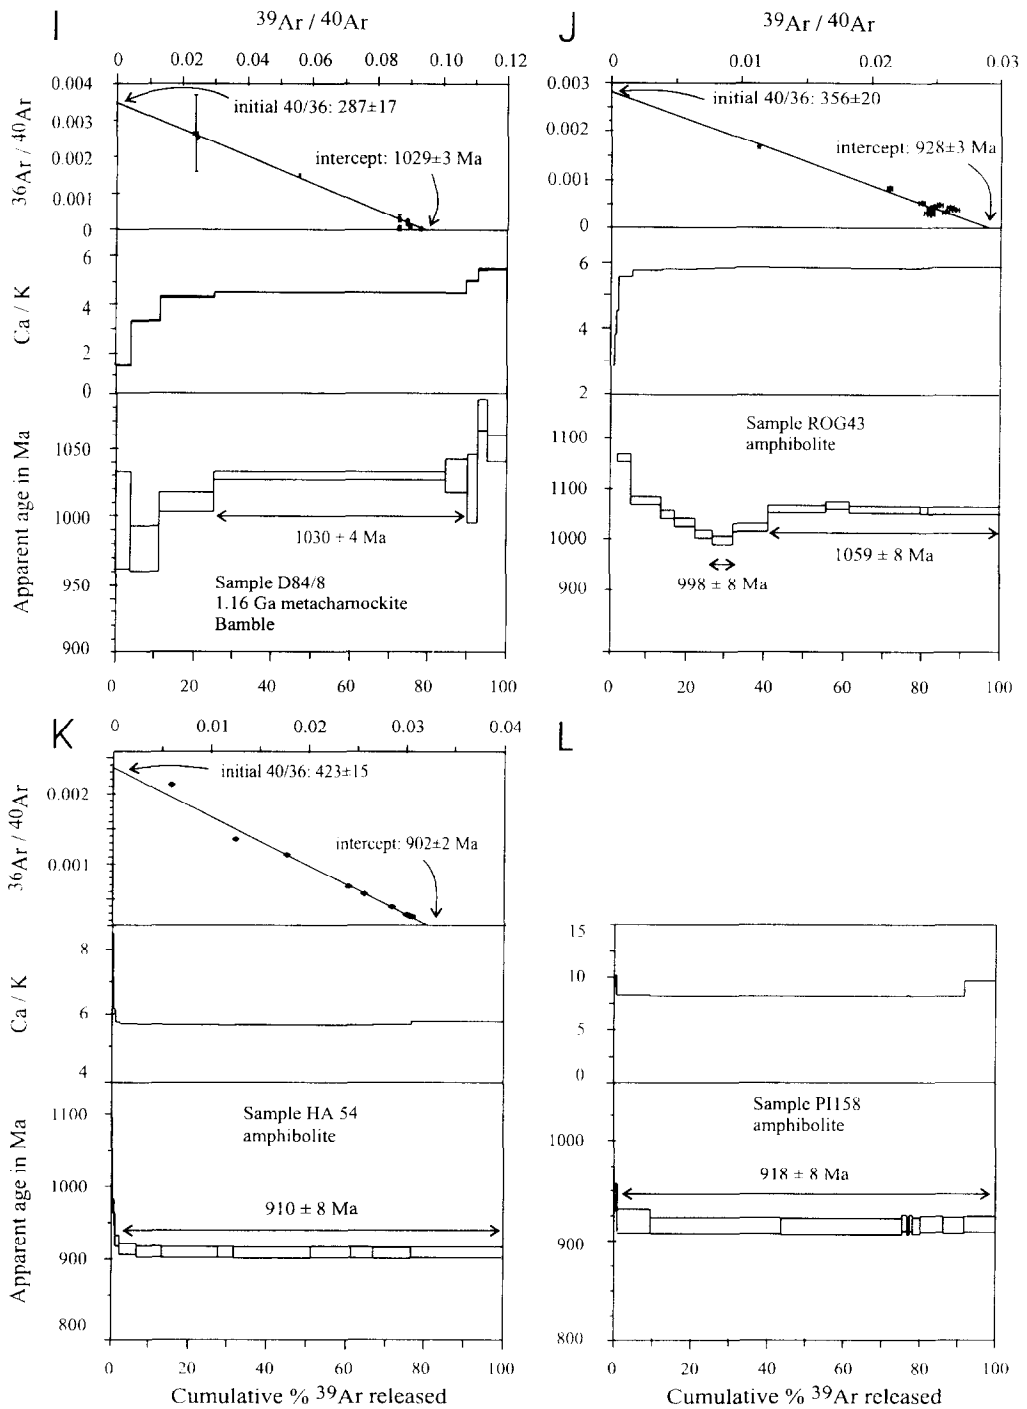 I
39Ar / 40Ar
0 0.02 0.04 0.06 0.08 0.10 0.12
0.004
0.003
0.002
0.001
0
36Ar / 40Ar
initial 40/36: 287±17
intercept: 1029±3 Ma
6
4
2
0
Ca / K
1050
1000
950
900
Apparent age in Ma
1030 ± 4 Ma
Sample D84/8
1.16 Ga metacharnockite
Bamble
0 20 40 60 80 100
J
39Ar / 40Ar
0 0.01 0.02 0.03
0.003
0.002
0.001
0
initial 40/36: 356±20
intercept: 928±3 Ma
6
4
2
Sample ROG43
amphibolite
1100
1100
1000
900
998 ± 8 Ma
1059 ± 8 Ma
0 20 40 60 80 100
K
0 0.01 0.02 0.03 0.04
0.002
0.001
36Ar / 40Ar
initial 40/36: 423±15
intercept: 902±2 Ma
8
6
4
Ca / K
1100
1000
900
800
Apparent age in Ma
Sample HA 54
amphibolite
910 ± 8 Ma
0 20 40 60 80 100
Cumulative % 39Ar released
L
15
10
5
0
Sample PI158
amphibolite
1000
900
800
918 ± 8 Ma
0 20 40 60 80 100
Cumulative % 39Ar released